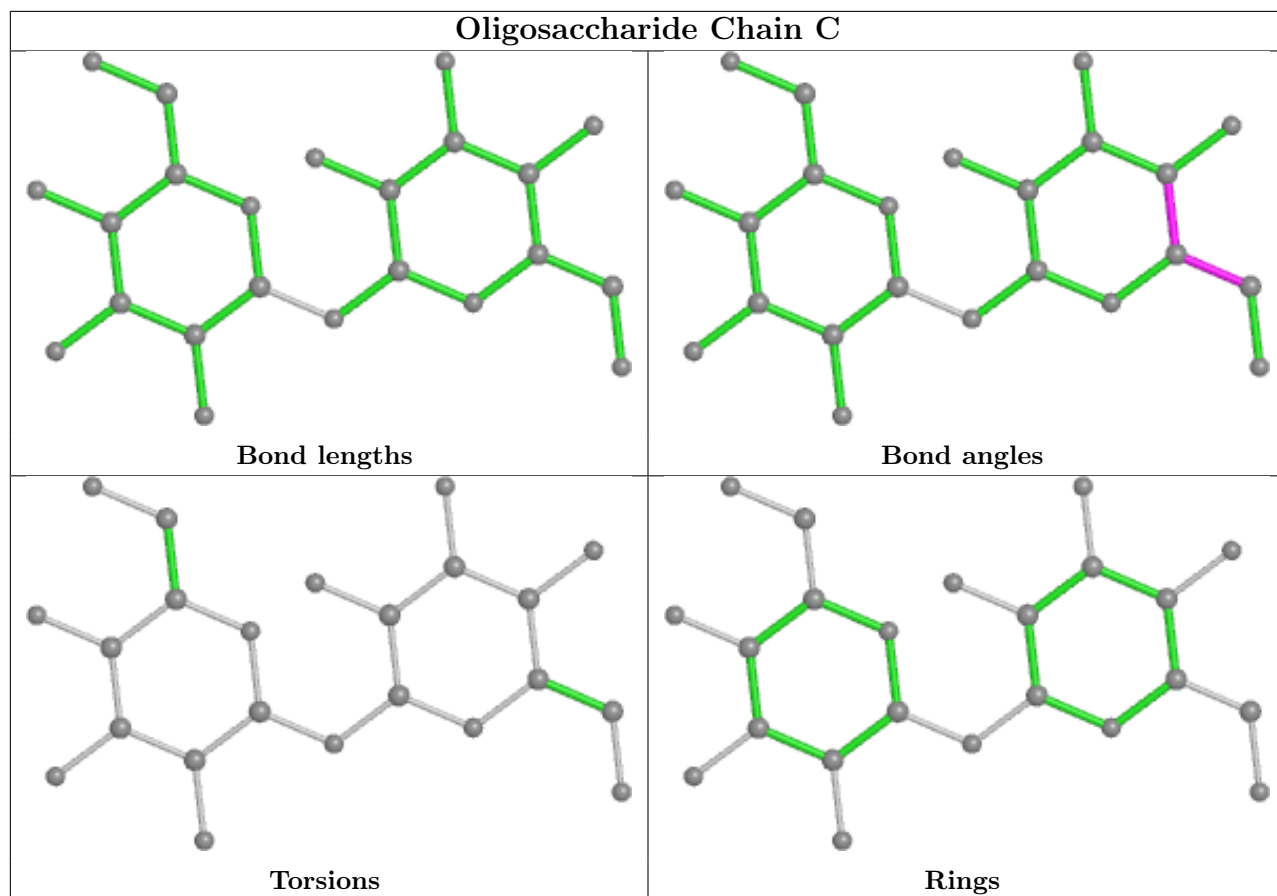 Oligosaccharide Chain C
Bond lengths
Bond angles
Torsions
Rings